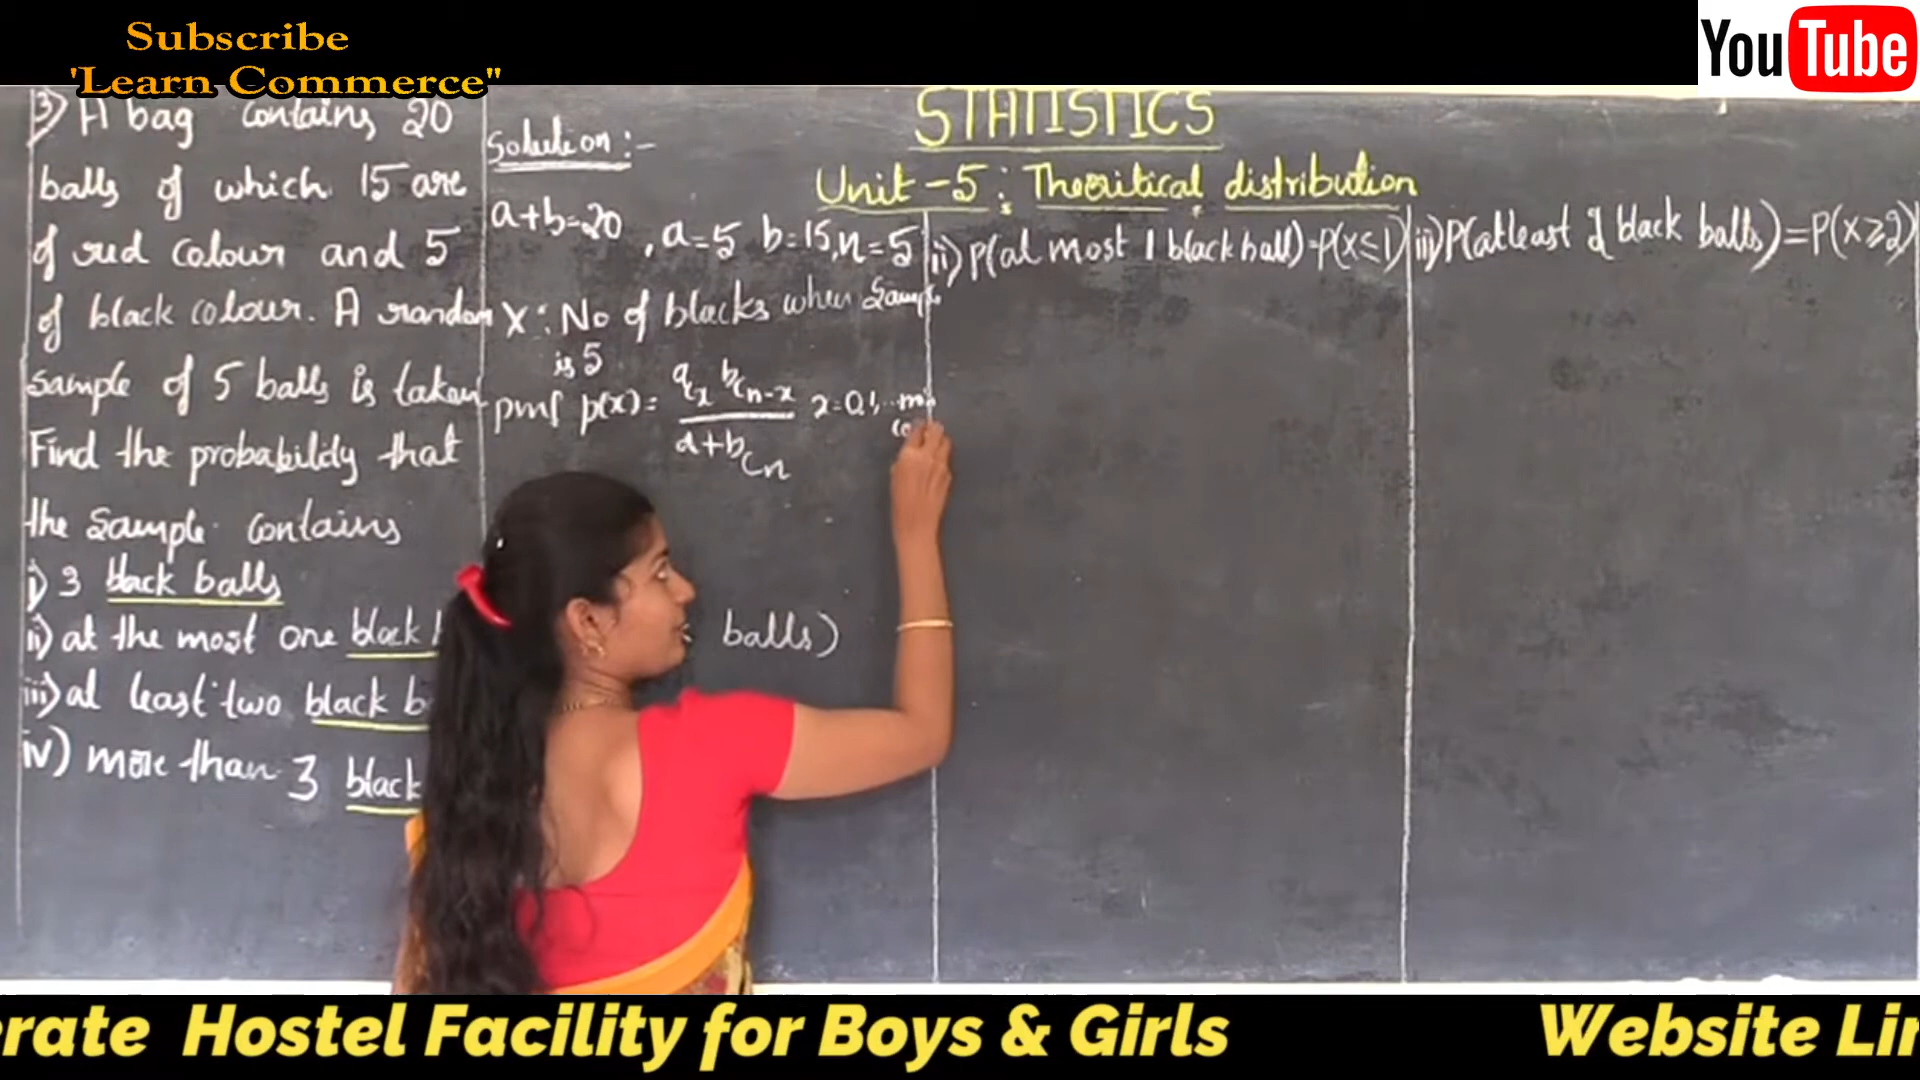 Subscribe
'Learn Commerce"
YouTube
STATISTICS
Unit-5: Theoritical distribution
3) A bag contains 20
balls of which 15 are
of red colour and 5
of black colour. A random
Sample of 5 balls is taken
Find the probability that
the Sample contains
i) 3 black balls
ii) at the most one black
iii) at least two black
iv) more than 3 black
Solution :-
a+b=20, a=5 b=15, n=5
X: No of blacks when Sample
is 5
pmf p(x)= aCx bCn-x / a+bCn x=0,1,...min
balls)
ii) P(at most 1 black ball)=P(x≤1)
iii) P(atleast 2 black balls)=P(x≥2)
erate Hostel Facility for Boys & Girls
Website Lin